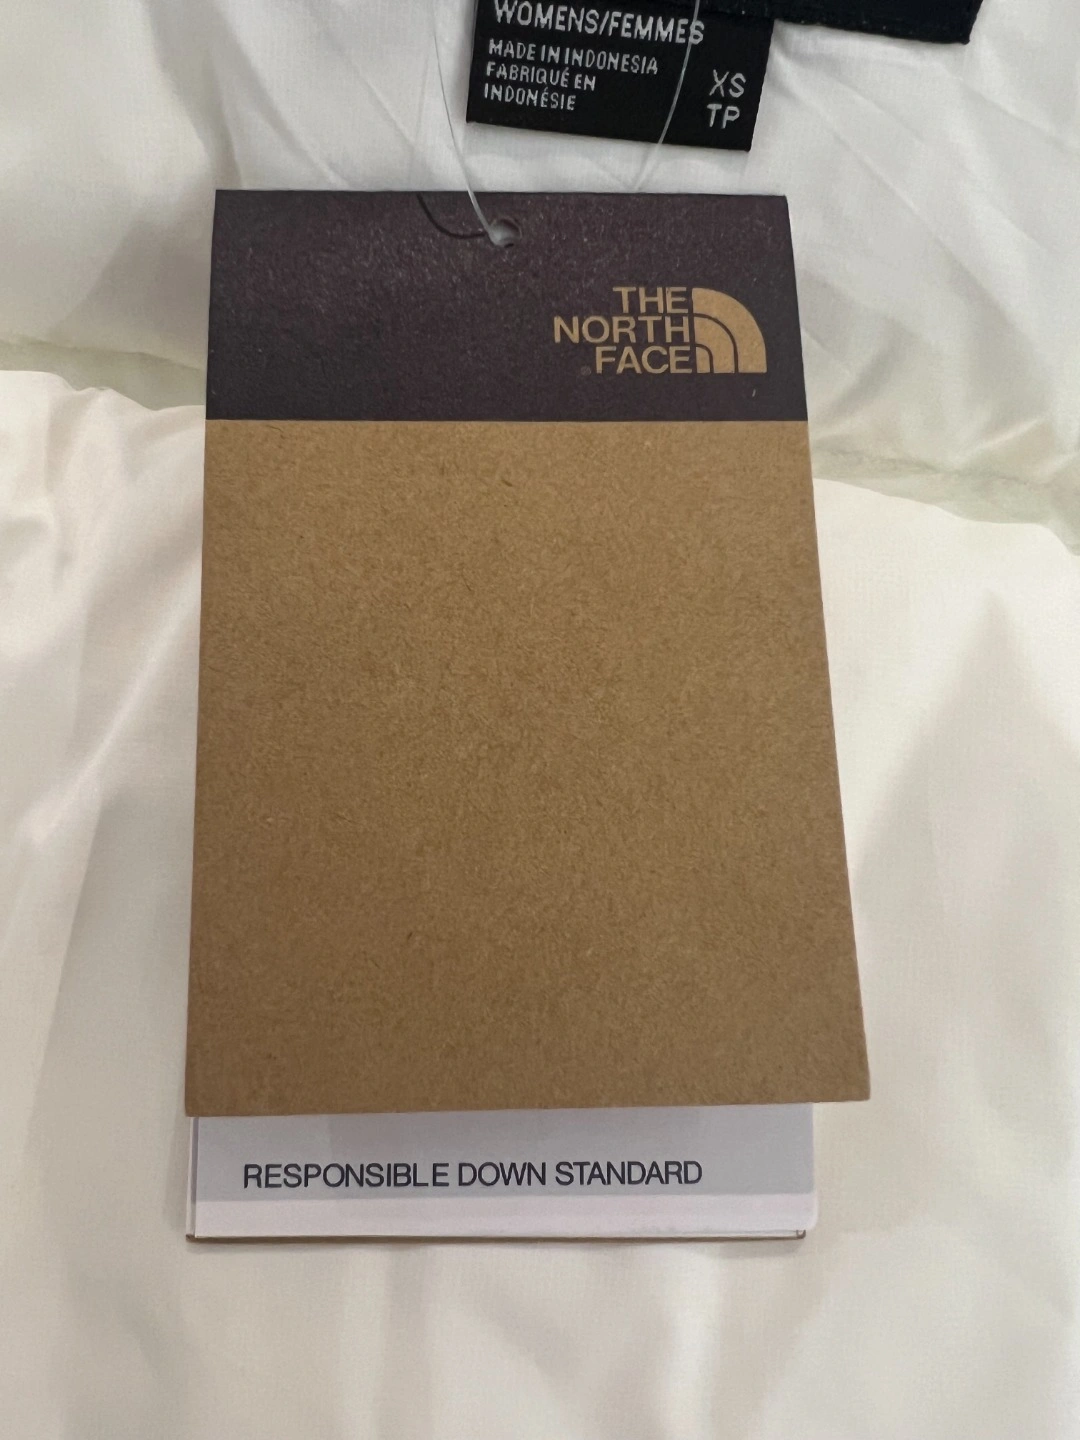 WOMENS/FEMMES
MADE IN INDONESIA
FABRIQUÉ EN
INDONÉSIE
XS
TP
THE
NORTH
FACE
RESPONSIBLE DOWN STANDARD